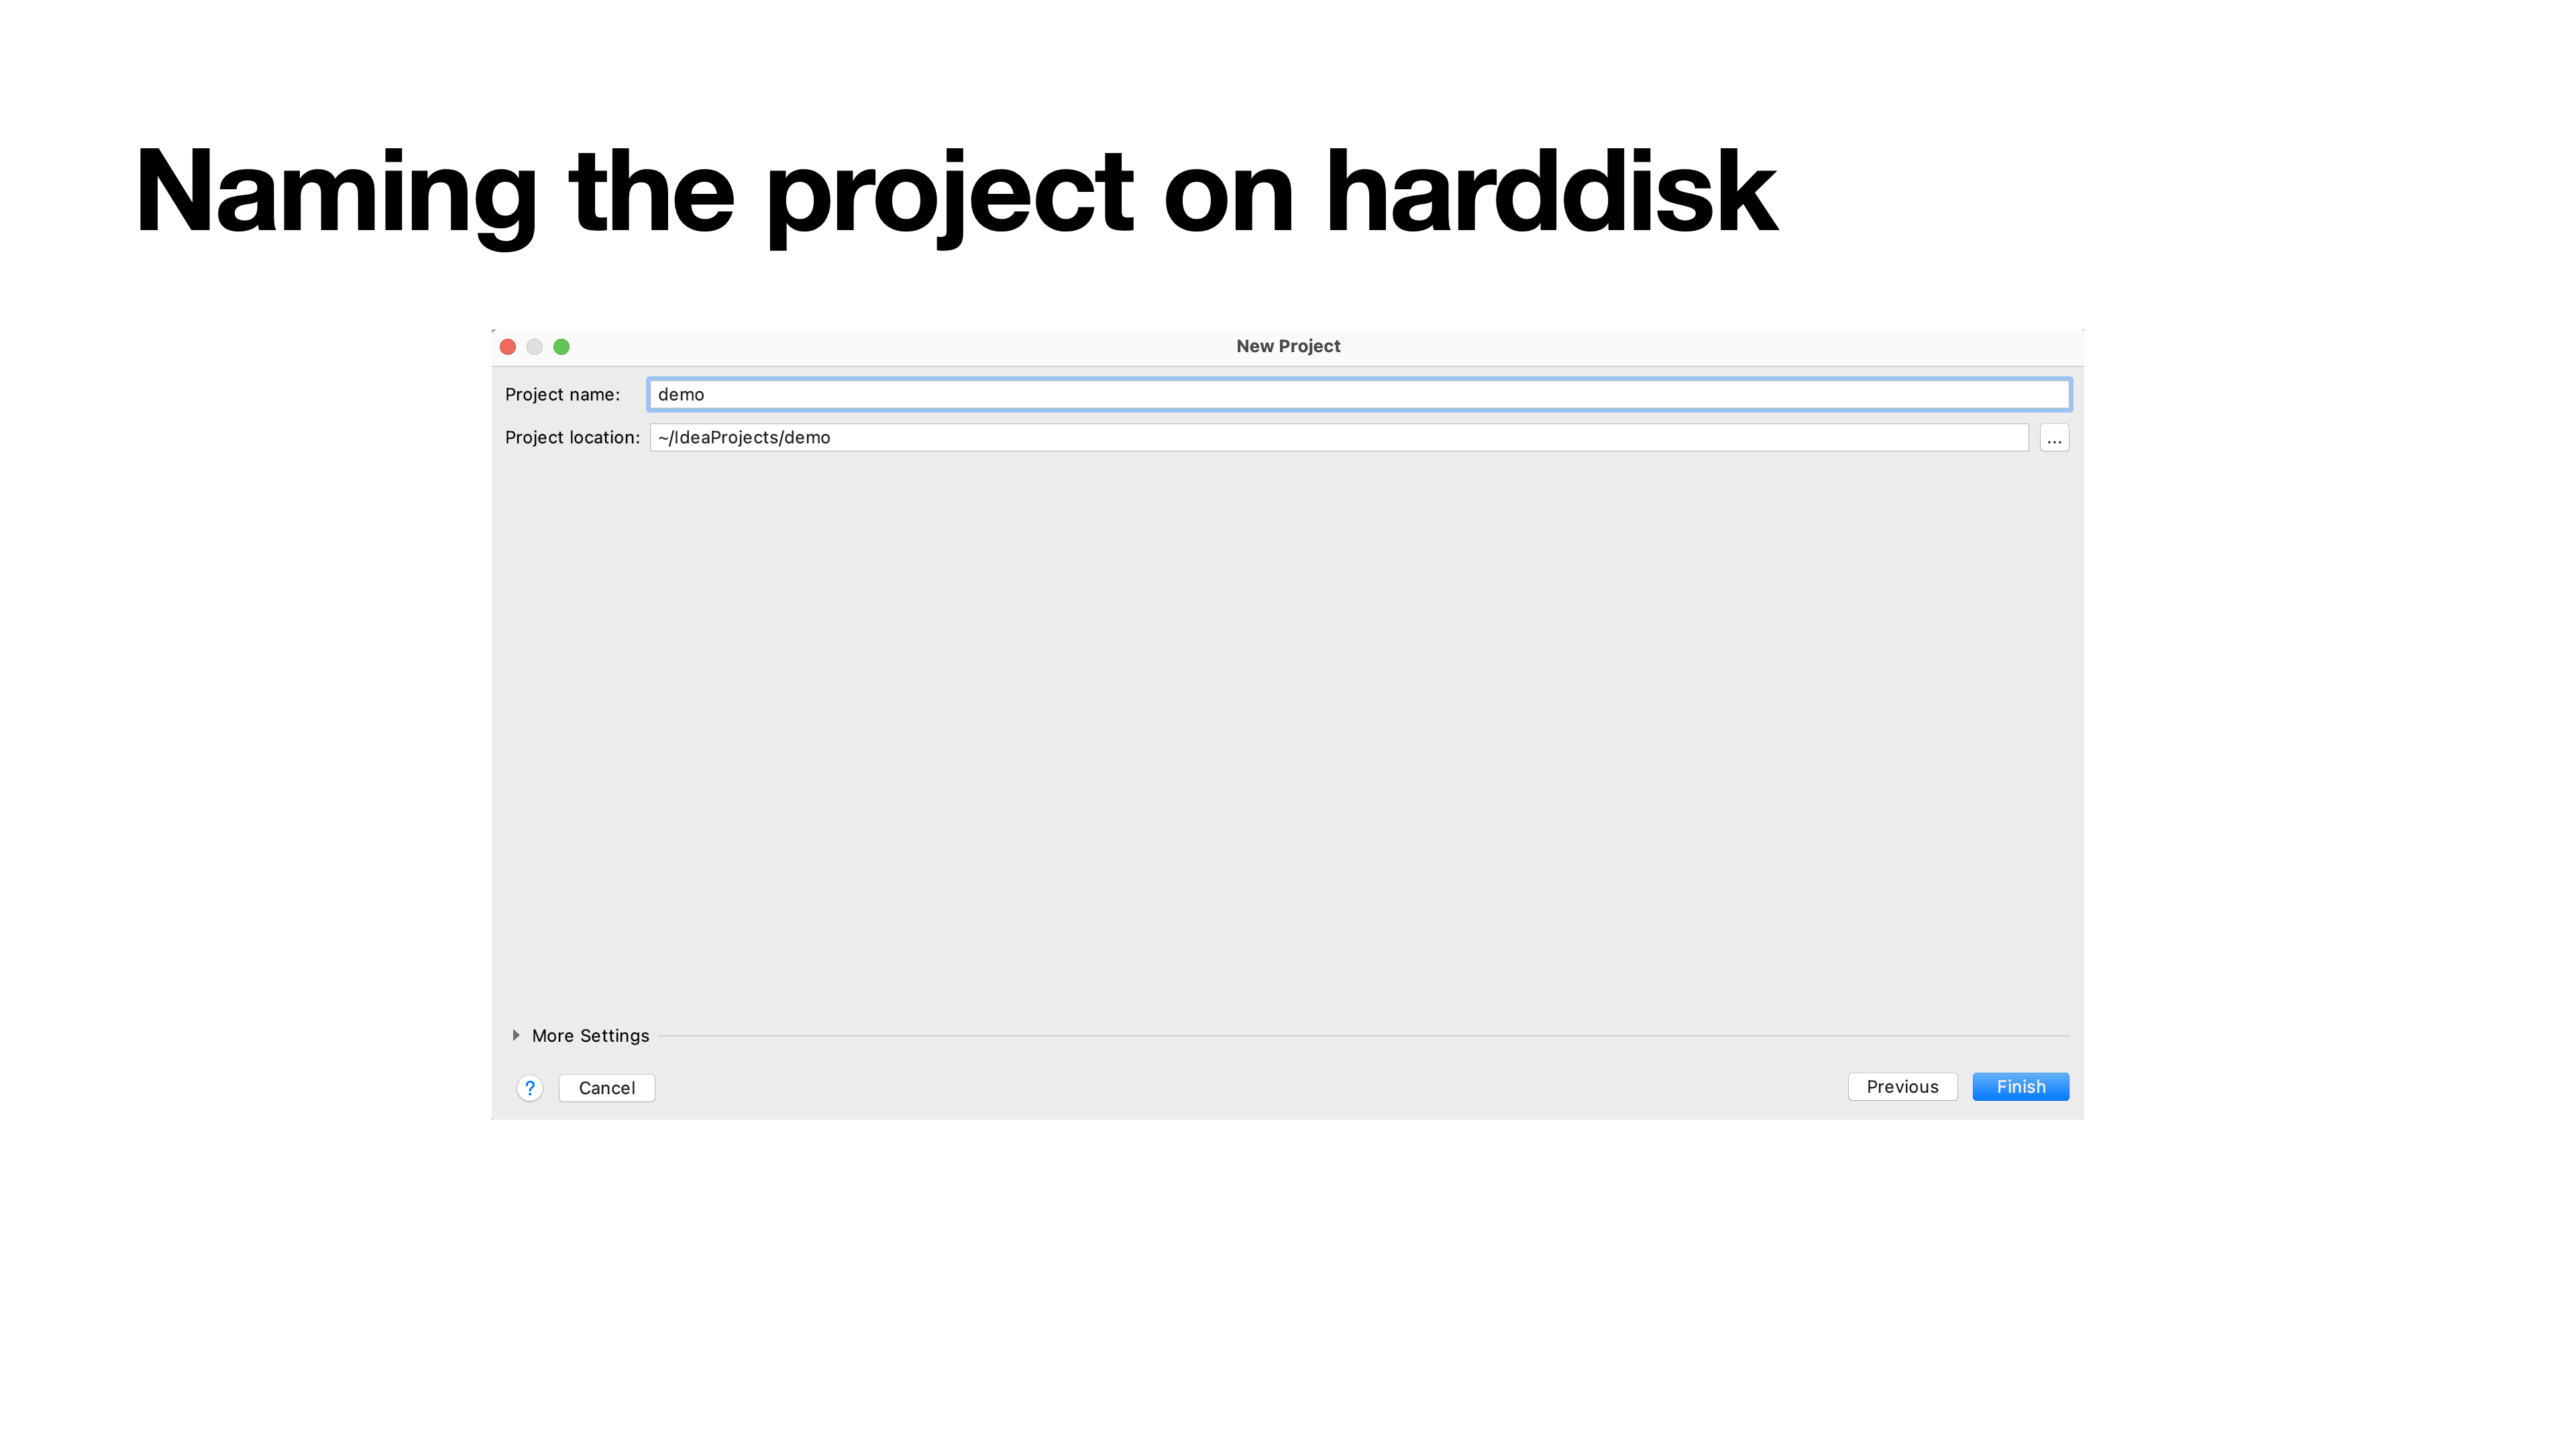 Naming the project on harddisk
New Project
Project name: demo
Project location: ~/IdeaProjects/demo ...
More Settings
? Cancel Previous Finish